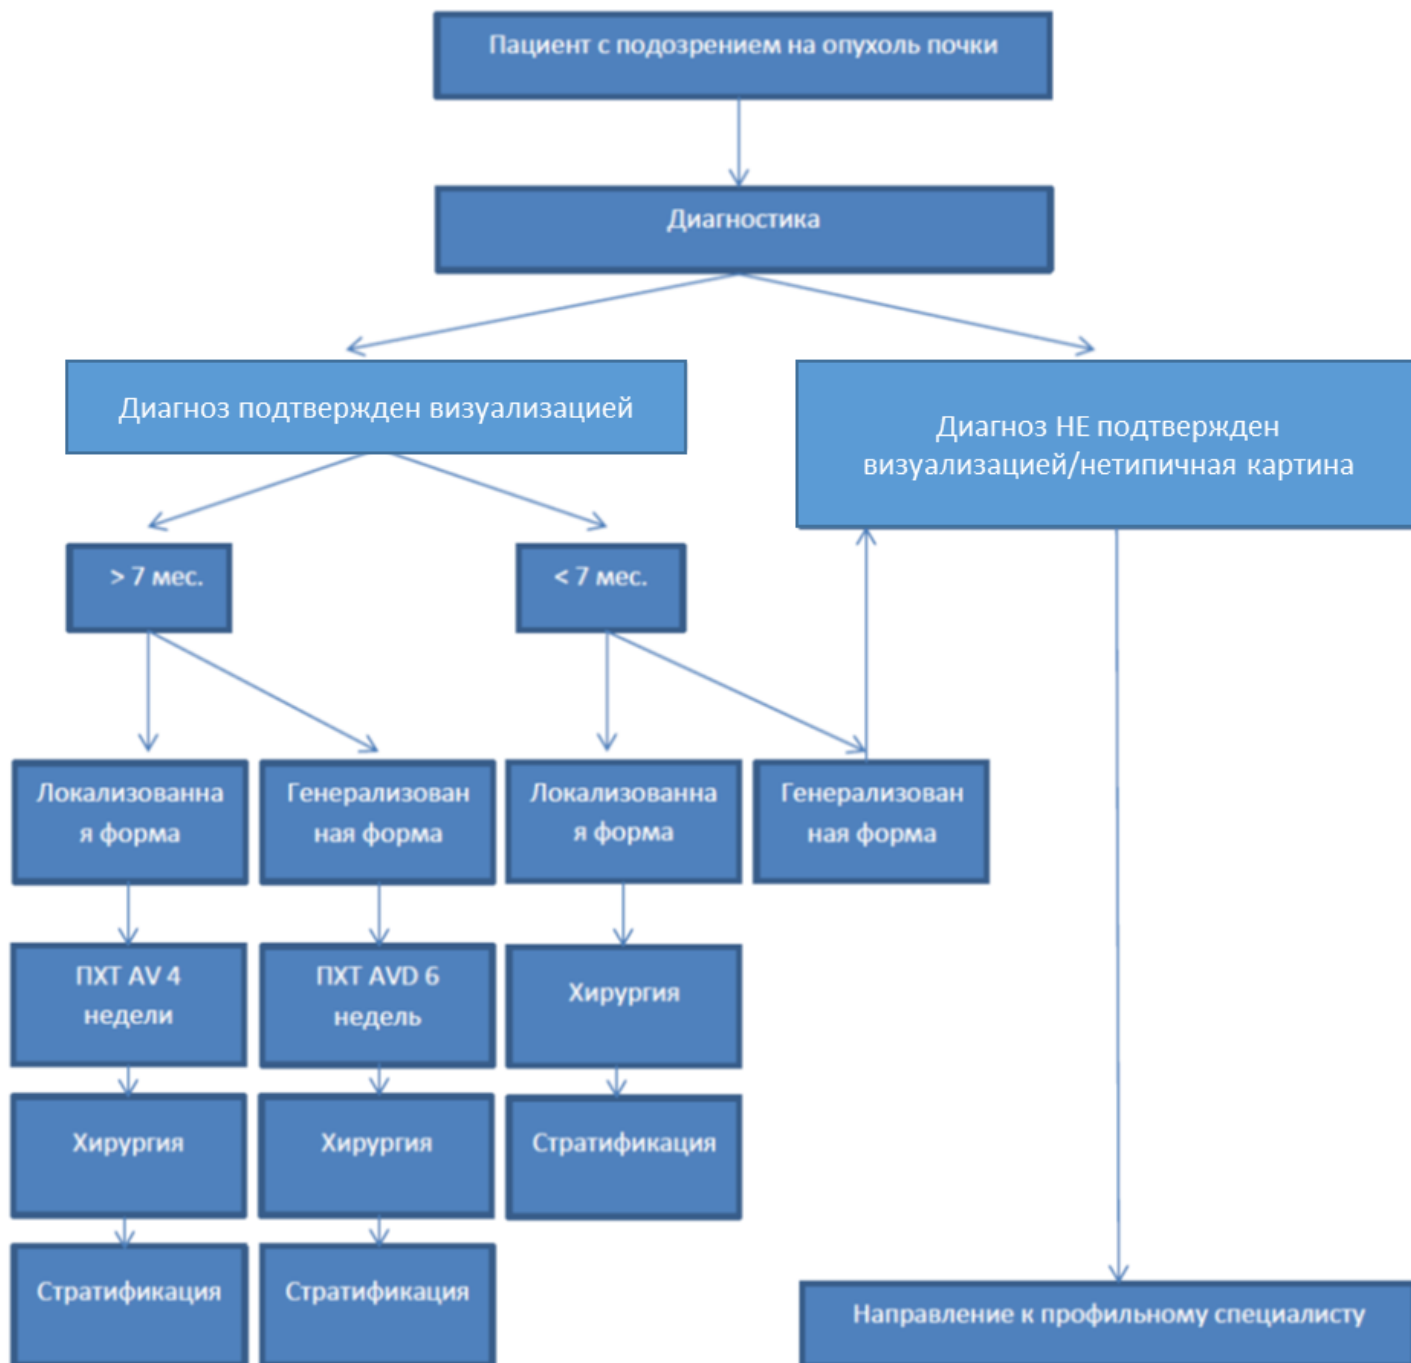 Пациент с подозрением на опухоль почки
Диагностика
Диагноз подтвержден визуализацией
Диагноз НЕ подтвержден
визуализацией/нетипичная картина
> 7 мес.
< 7 мес.
Локализованна
я форма
Генерализован
ная форма
Локализованна
я форма
Генерализован
ная форма
ПХТ AV 4
недели
ПХТ AVD 6
недель
Хирургия
Хирургия
Хирургия
Стратификация
Стратификация
Стратификация
Направление к профильному специалисту